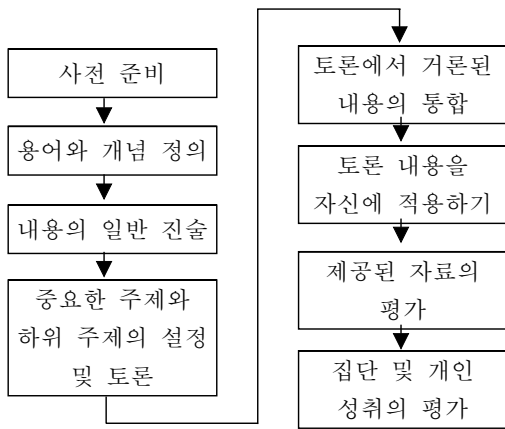 사전 준비
용어와 개념 정의
내용의 일반 진술
중요한 주제와
하위 주제의 설정
및 토론
토론에서 거론된
내용의 통합
토론 내용을
자신에 적용하기
제공된 자료의
평가
집단 및 개인
성취의 평가